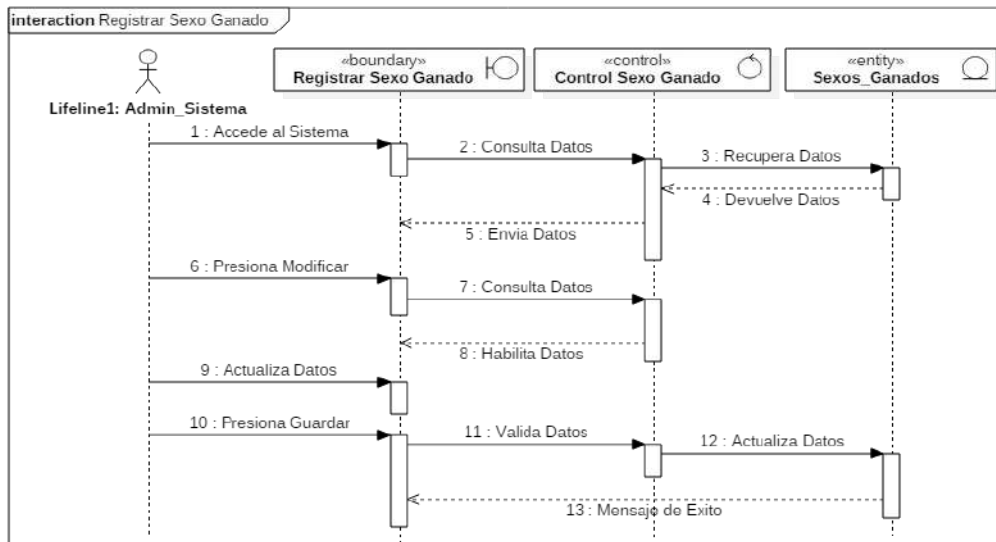 interaction Registrar Sexo Ganado
«boundary»
Registrar Sexo Ganado
«control»
Control Sexo Ganado
«entity»
Sexos_Ganados
Lifeline1: Admin_Sistema
1 : Accede al Sistema
2 : Consulta Datos
3 : Recupera Datos
4 : Devuelve Datos
5 : Envia Datos
6 : Presiona Modificar
7 : Consulta Datos
8 : Habilita Datos
9 : Actualiza Datos
10 : Presiona Guardar
11 : Valida Datos
12 : Actualiza Datos
13 : Mensaje de Exito